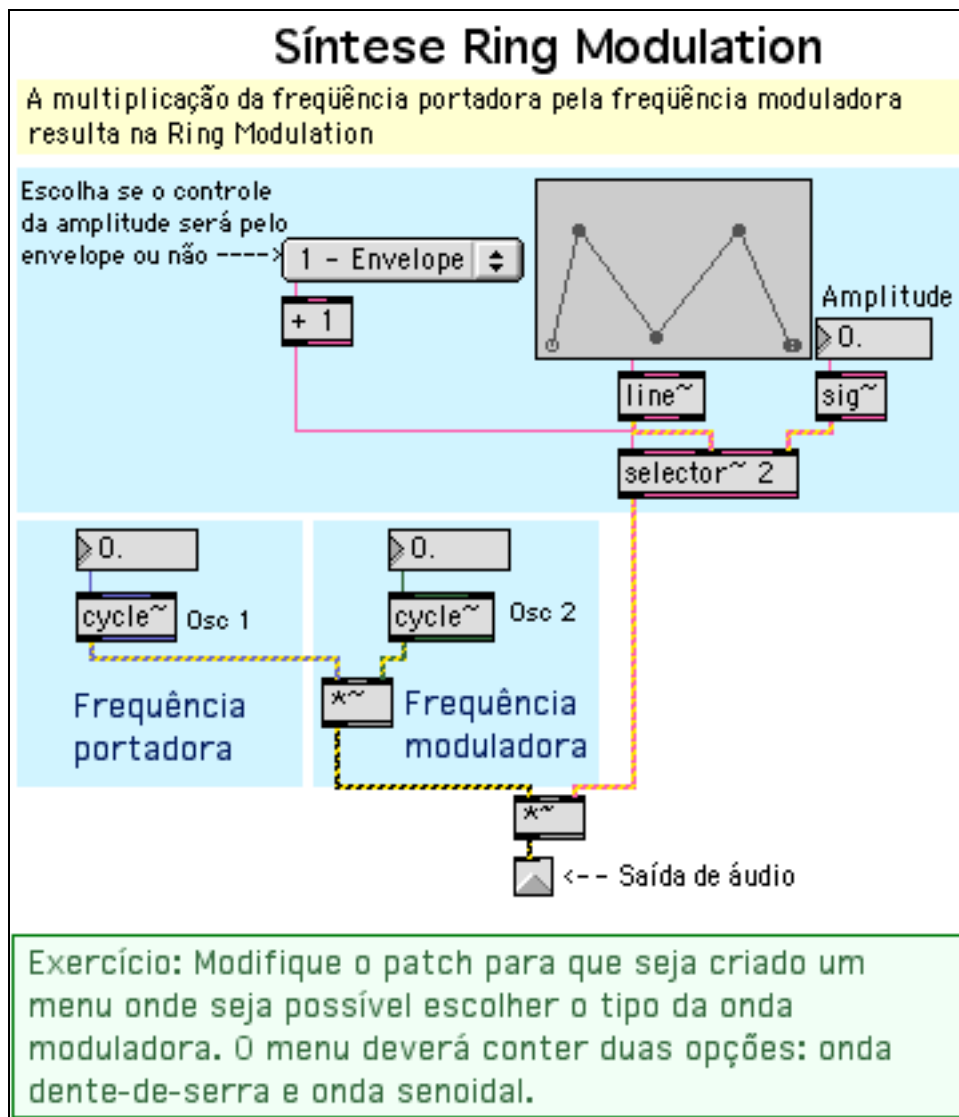 Síntese Ring Modulation
A multiplicação da freqüência portadora pela freqüência moduladora
resulta na Ring Modulation
Escolha se o controle
da amplitude será pelo
envelope ou não ---->
1 - Envelope
+ 1
Amplitude
0.
line~
sig~
selector~ 2
0.
0.
cycle~
Osc 1
cycle~
Osc 2
*~
Frequência
portadora
Frequência
moduladora
*~
<-- Saída de áudio
Exercício: Modifique o patch para que seja criado um
menu onde seja possível escolher o tipo da onda
moduladora. O menu deverá conter duas opções: onda
dente-de-serra e onda senoidal.